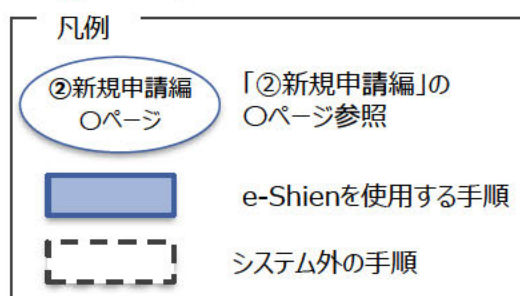 凡例
②新規申請編
〇ページ
「②新規申請編」の
〇ページ参照
e-Shienを使用する手順
システム外の手順